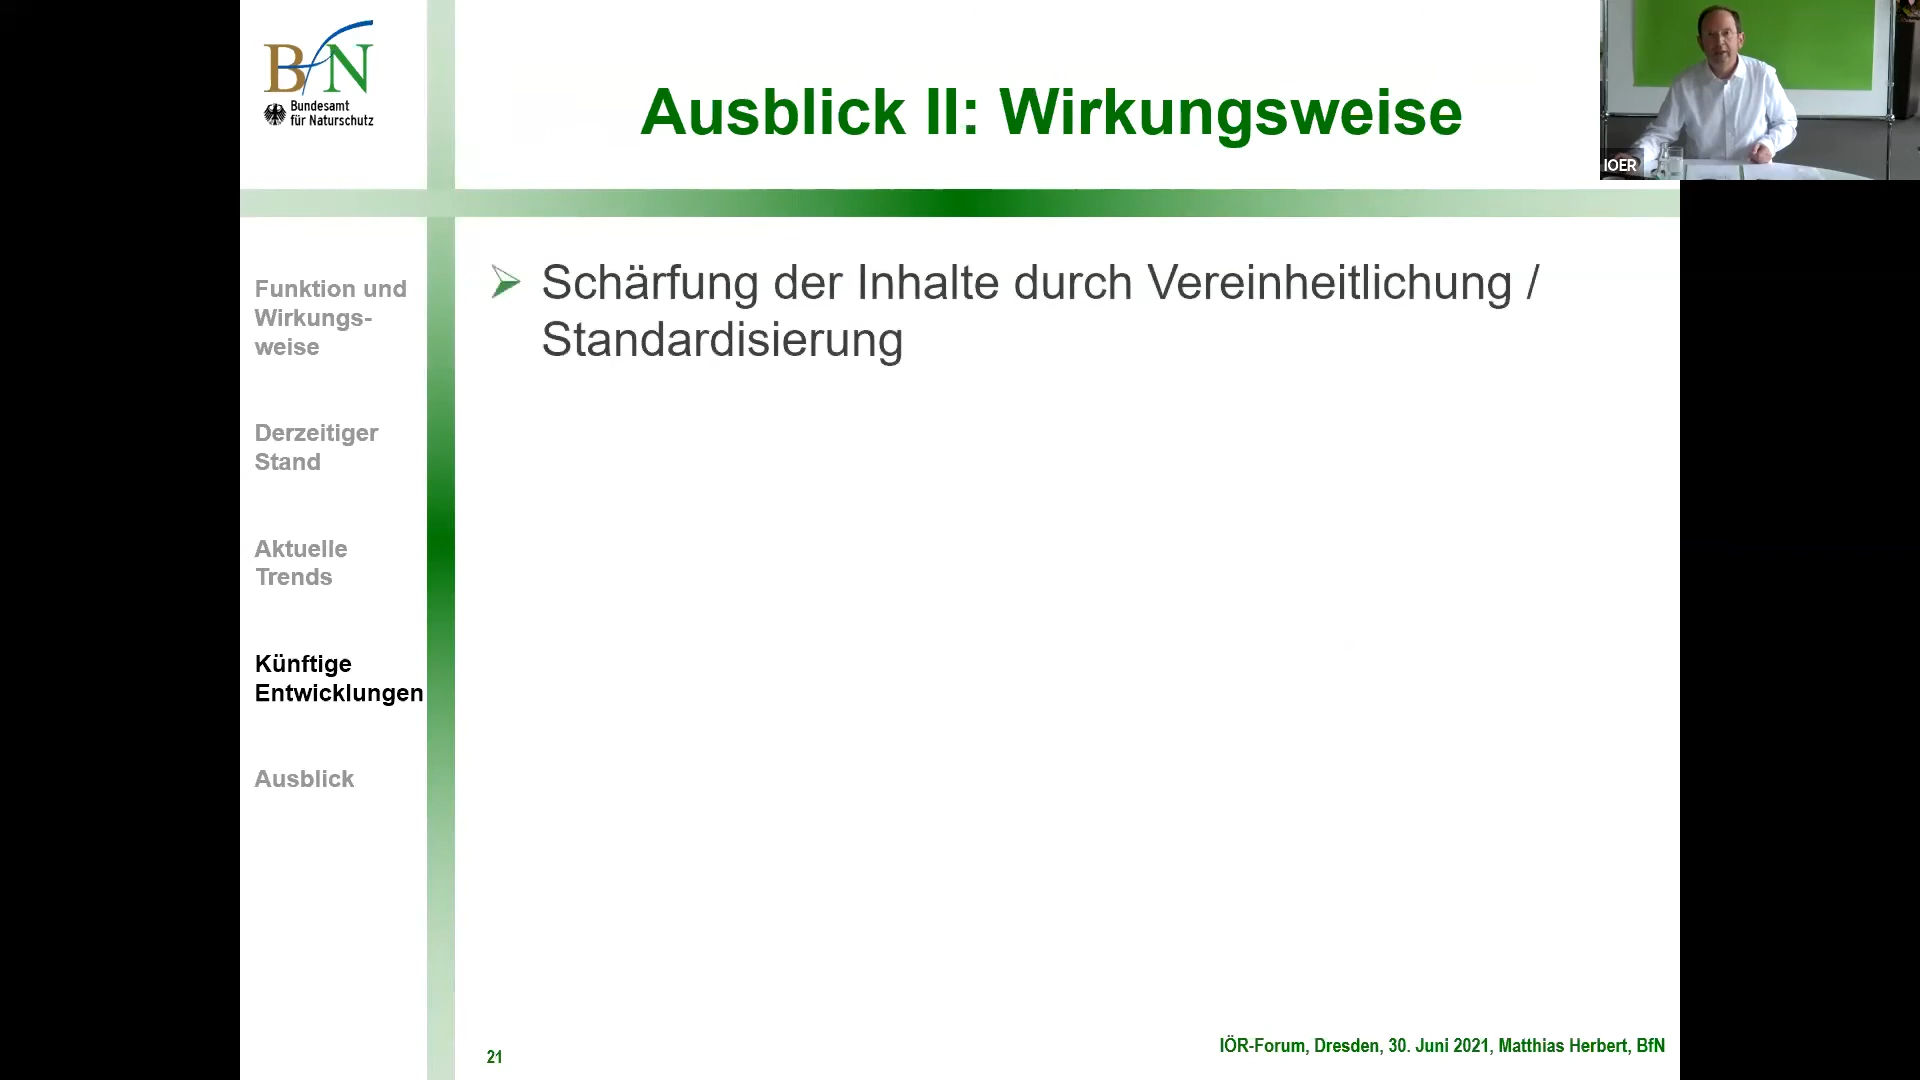 BfN
Bundesamt
für Naturschutz
Ausblick II: Wirkungsweise
IOER
Funktion und
Wirkungs-
weise
Derzeitiger
Stand
Aktuelle
Trends
Künftige
Entwicklungen
Ausblick
Schärfung der Inhalte durch Vereinheitlichung /
Standardisierung
21
IÖR-Forum, Dresden, 30. Juni 2021, Matthias Herbert, BfN